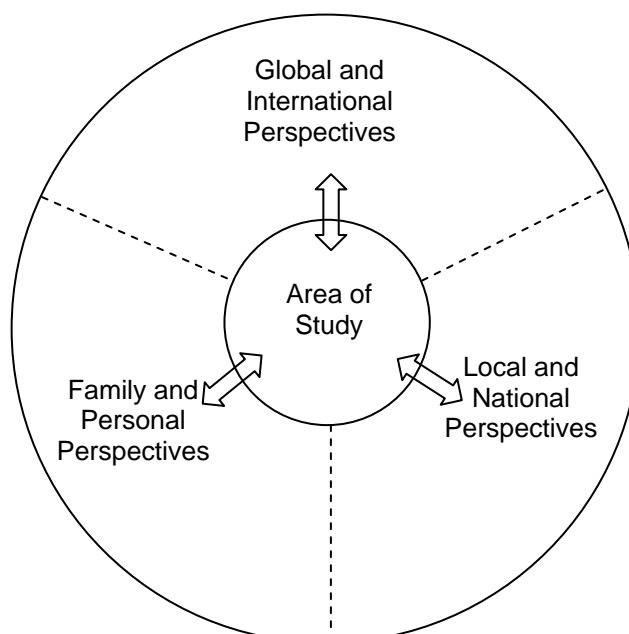 Global and
International
Perspectives
Area of
Study
Family and
Personal
Perspectives
Local and
National
Perspectives